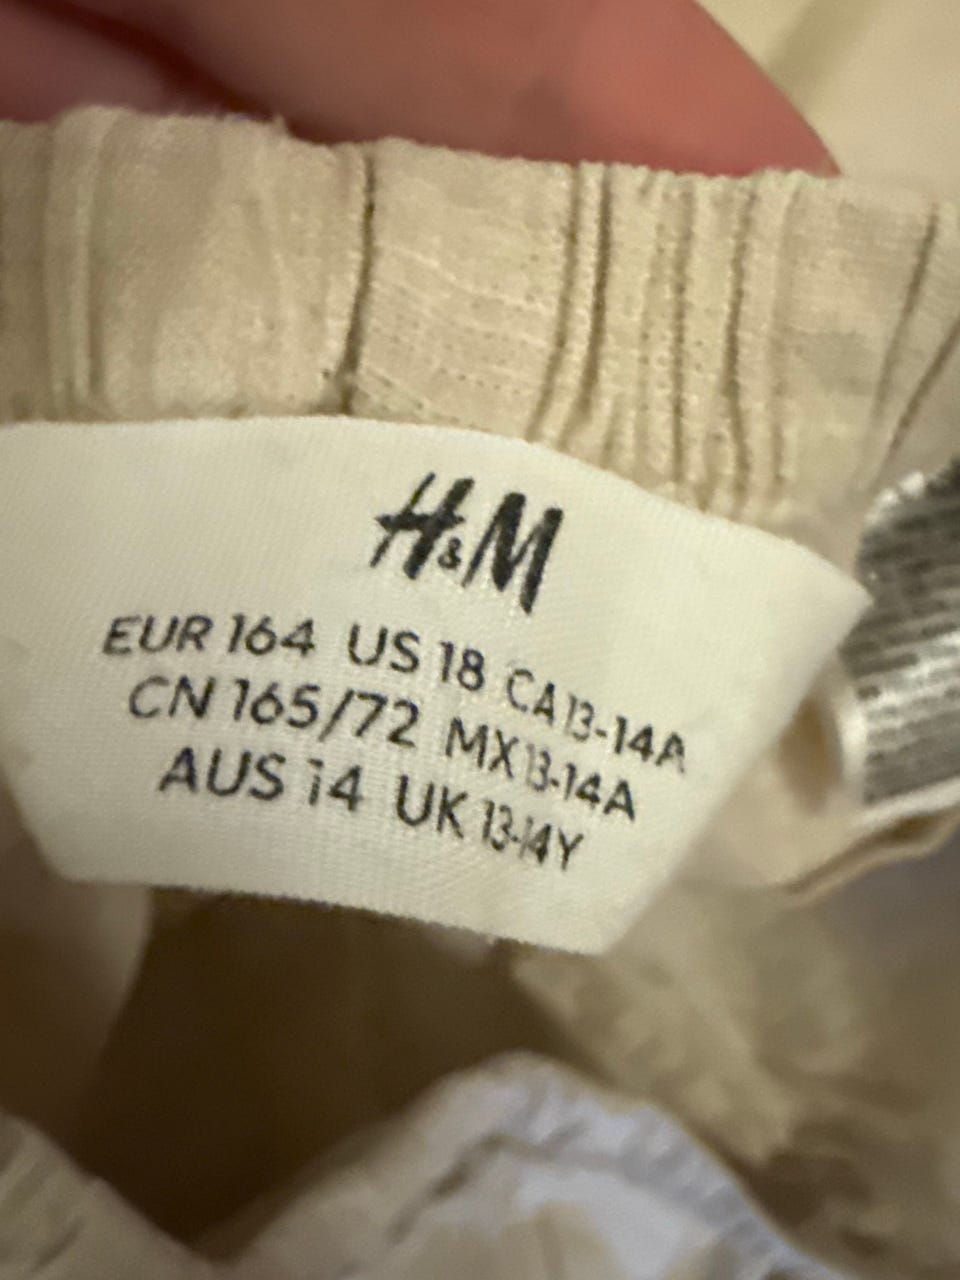 H&M
EUR 164 US 18 CA 13-14A
CN 165/72 MX 13-14A
AUS 14 UK 13-14Y